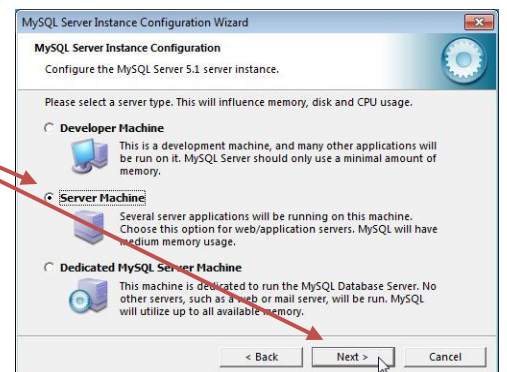 MySQL Server Instance Configuration Wizard
MySQL Server Instance Configuration
Configure the MySQL Server 5.1 server instance.
Please select a server type. This will influence memory, disk and CPU usage.
Developer Machine
This is a development machine, and many other applications will
be run on it. MySQL Server should only use a minimal amount of
memory.
Server Machine
Several server applications will be running on this machine.
Choose this option for web/application servers. MySQL will have
medium memory usage.
Dedicated MySQL Server Machine
This machine is dedicated to run the MySQL Database Server. No
other servers, such as a web or mail server, will be run. MySQL
will utilize up to all available memory.
< Back Next > Cancel